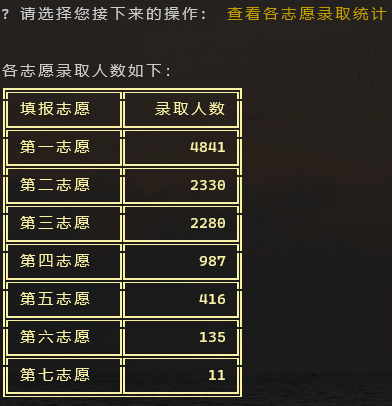 ? 请选择您接下来的操作: 查看各志愿录取统计
各志愿录取人数如下:
填报志愿 录取人数
第一志愿 4841
第二志愿 2330
第三志愿 2280
第四志愿 987
第五志愿 416
第六志愿 135
第七志愿 11